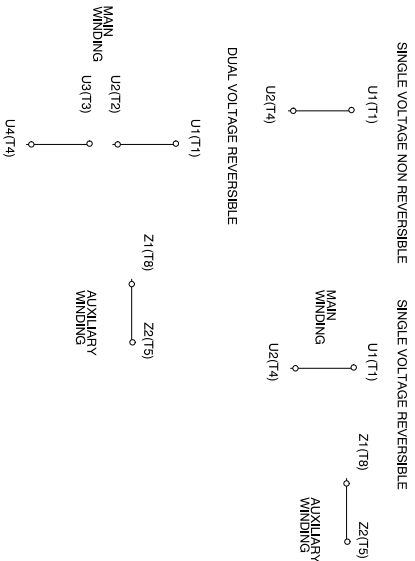 SINGLE VOLTAGE NON REVERSIBLE
U1(T1)
U2(T4)
SINGLE VOLTAGE REVERSIBLE
U1(T1)
MAIN
WINDING
U2(T4)
Z1(T8)
Z2(T5)
AUXILIARY
WINDING
DUAL VOLTAGE REVERSIBLE
U1(T1)
MAIN
WINDING
U2(T2)
U3(T3)
U4(T4)
Z1(T8)
Z2(T5)
AUXILIARY
WINDING